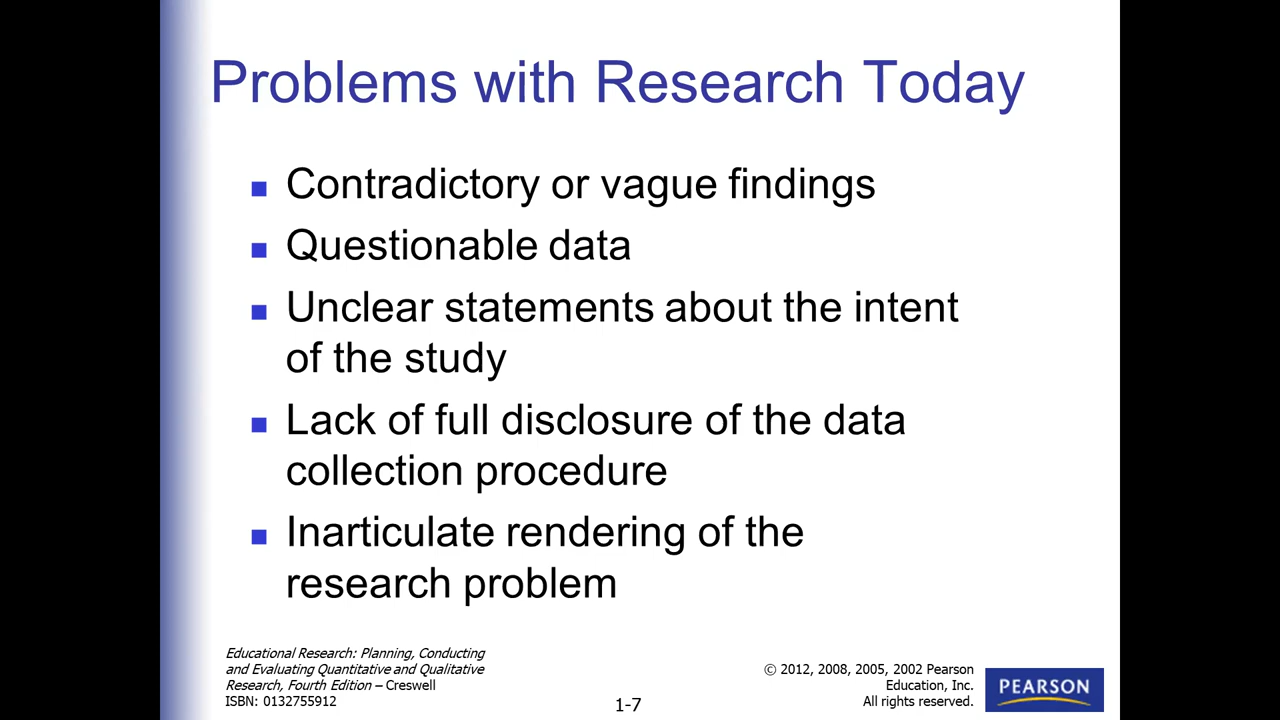 Problems with Research Today
Contradictory or vague findings
Questionable data
Unclear statements about the intent
of the study
Lack of full disclosure of the data
collection procedure
Inarticulate rendering of the
research problem
Educational Research: Planning, Conducting
and Evaluating Quantitative and Qualitative
Research, Fourth Edition – Creswell
ISBN: 0132755912
1-7
© 2012, 2008, 2005, 2002 Pearson
Education, Inc.
All rights reserved.
PEARSON